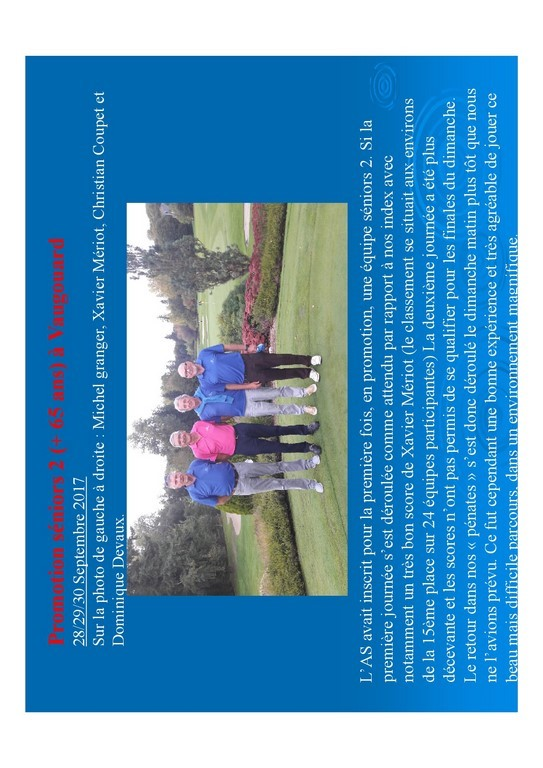 Promotion séniors 2 (+ 65 ans) à Vaugouard
28/29/30 Septembre 2017
Sur la photo de gauche à droite : Michel granger, Xavier Mériot, Christian Coupet et
Dominique Devaux.
L’AS avait inscrit pour la première fois, en promotion, une équipe séniors 2. Si la
première journée s’est déroulée comme attendu par rapport à nos index avec
notamment un très bon score de Xavier Mériot (le classement se situait aux environs
de la 15ème place sur 24 équipes participantes) La deuxième journée a été plus
décevante et les scores n’ont pas permis de se qualifier pour les finales du dimanche.
Le retour dans nos « pénates » s’est donc déroulé le dimanche matin plus tôt que nous
ne l’avions prévu. Ce fut cependant une bonne expérience et très agréable de jouer ce
beau mais difficile parcours, dans un environnement magnifique.